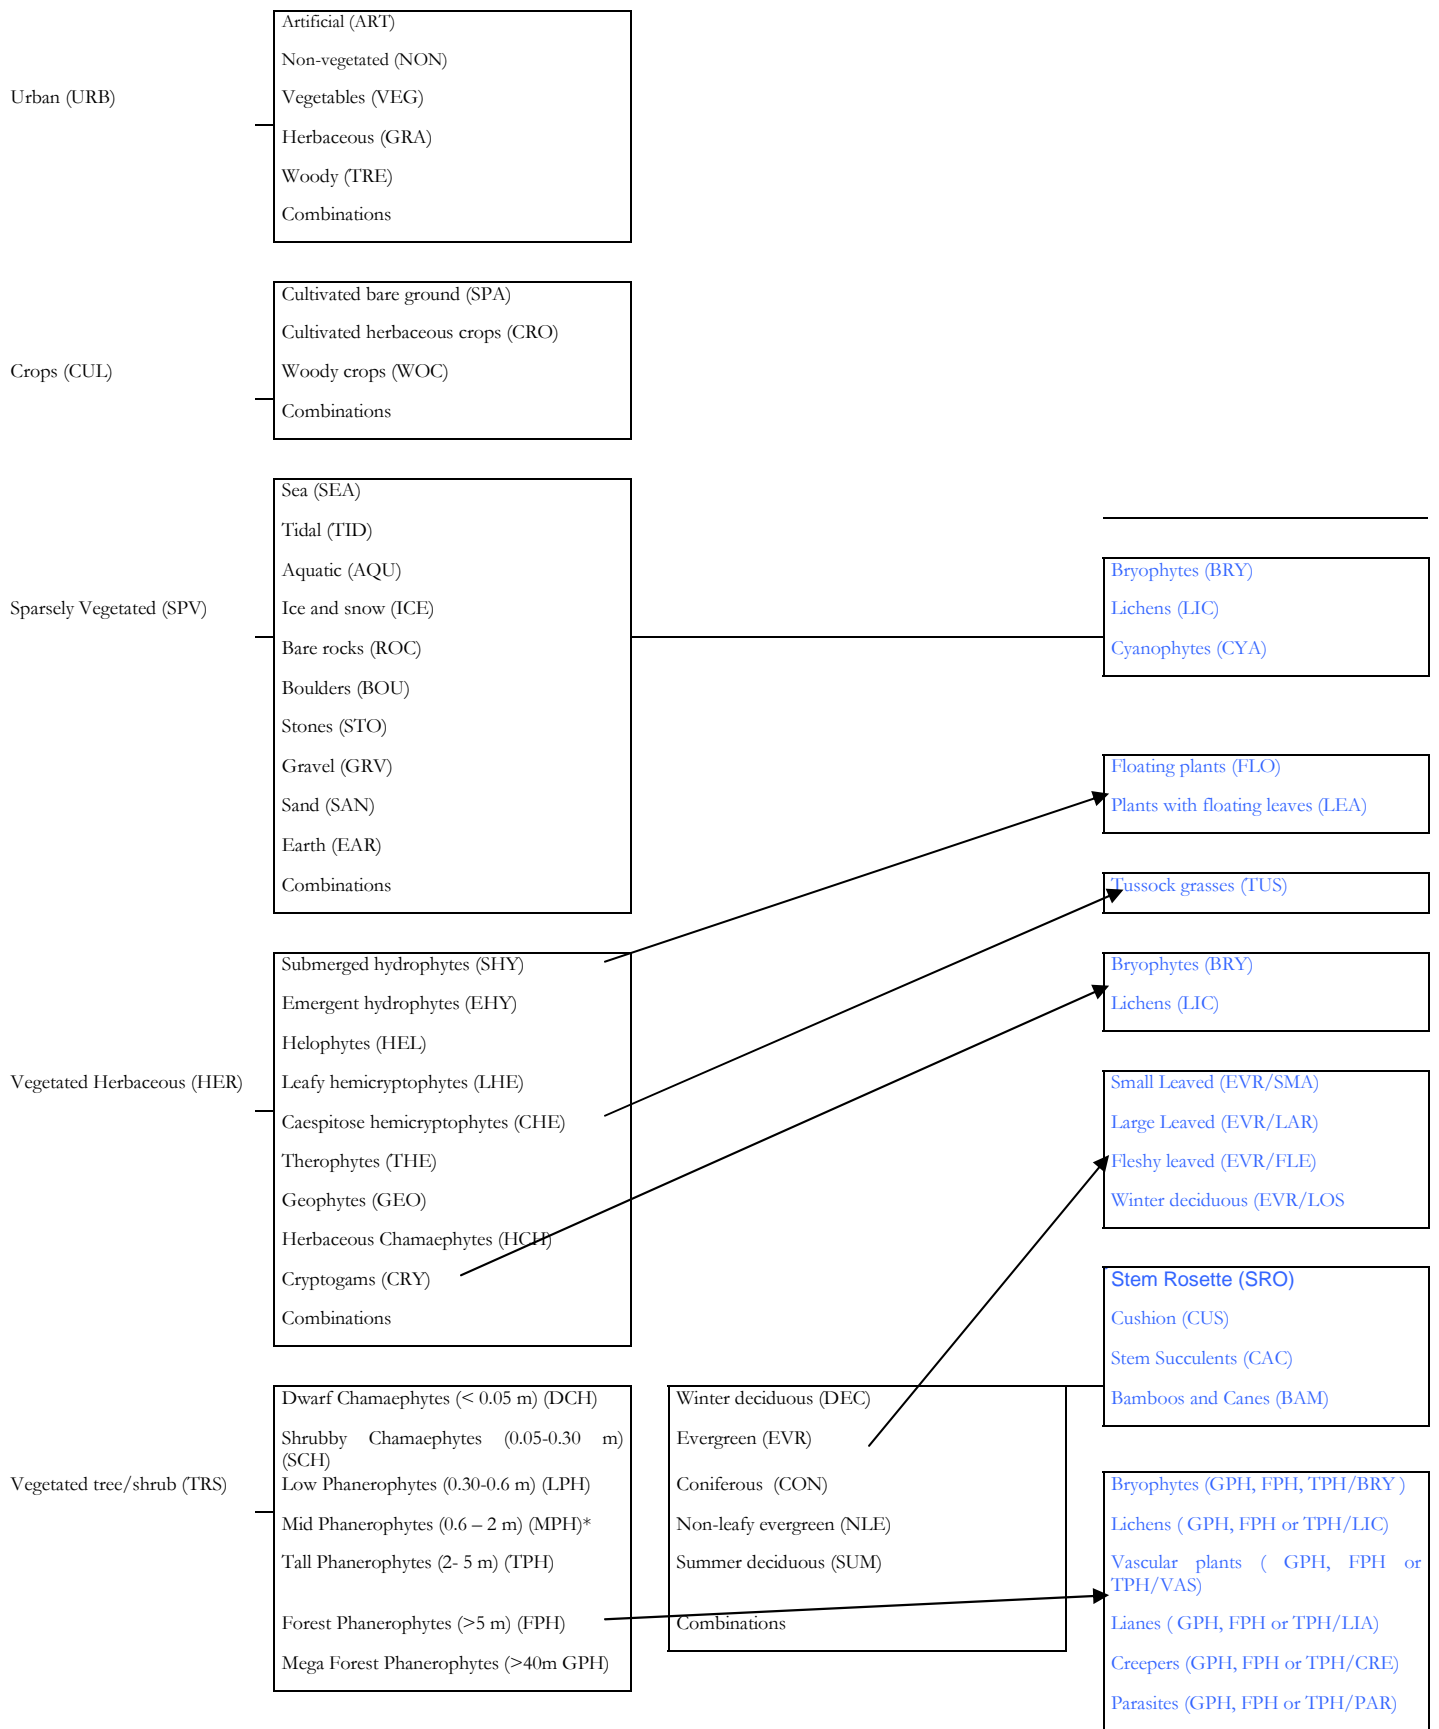 Artificial (ART)
Non-vegetated (NON)
Urban (URB)
Vegetables (VEG)
Herbaceous (GRA)
Woody (TRE)
Combinations
Cultivated bare ground (SPA)
Cultivated herbaceous crops (CRO)
Crops (CUL)
Woody crops (WOC)
Combinations
Sea (SEA)
Tidal (TID)
Aquatic (AQU)
Sparsely Vegetated (SPV)
Ice and snow (ICE)
Bare rocks (ROC)
Boulders (BOU)
Stones (STO)
Gravel (GRV)
Sand (SAN)
Earth (EAR)
Combinations
Bryophytes (BRY)
Lichens (LIC)
Cyanophytes (CYA)
Floating plants (FLO)
Plants with floating leaves (LEA)
Tussock grasses (TUS)
Submerged hydrophytes (SHY)
Emergent hydrophytes (EHY)
Helophytes (HEL)
Vegetated Herbaceous (HER)
Leafy hemicryptophytes (LHE)
Caespitose hemicryptophytes (CHE)
Therophytes (THE)
Geophytes (GEO)
Herbaceous Chamaephytes (HCH)
Cryptogams (CRY)
Combinations
Bryophytes (BRY)
Lichens (LIC)
Small Leaved (EVR/SMA)
Large Leaved (EVR/LAR)
Fleshy leaved (EVR/FLE)
Winter deciduous (EVR/LOS
Stem Rosette (SRO)
Cushion (CUS)
Stem Succulents (CAC)
Bamboos and Canes (BAM)
Dwarf Chamaephytes (< 0.05 m) (DCH)
Shrubby Chamaephytes (0.05-0.30 m)
(SCH)
Vegetated tree/shrub (TRS)
Low Phanerophytes (0.30-0.6 m) (LPH)
Mid Phanerophytes (0.6 – 2 m) (MPH)*
Tall Phanerophytes (2- 5 m) (TPH)
Forest Phanerophytes (>5 m) (FPH)
Mega Forest Phanerophytes (>40m GPH)
Winter deciduous (DEC)
Evergreen (EVR)
Coniferous (CON)
Non-leafy evergreen (NLE)
Summer deciduous (SUM)
Combinations
Bryophytes (GPH, FPH, TPH/BRY )
Lichens ( GPH, FPH or TPH/LIC)
Vascular plants ( GPH, FPH or
TPH/VAS)
Lianes ( GPH, FPH or TPH/LIA)
Creepers (GPH, FPH or TPH/CRE)
Parasites (GPH, FPH or TPH/PAR)